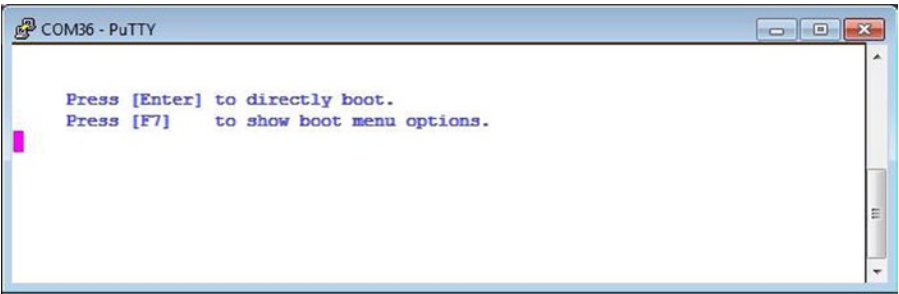 COM36 - PuTTY
Press [Enter] to directly boot.
Press [F7] to show boot menu options.